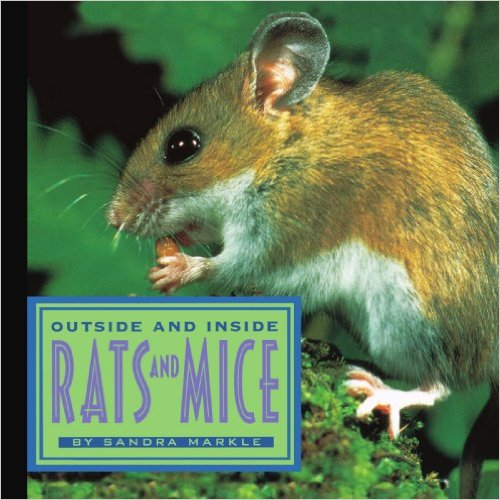 OUTSIDE AND INSIDE
RATS AND MICE
BY SANDRA MARKLE